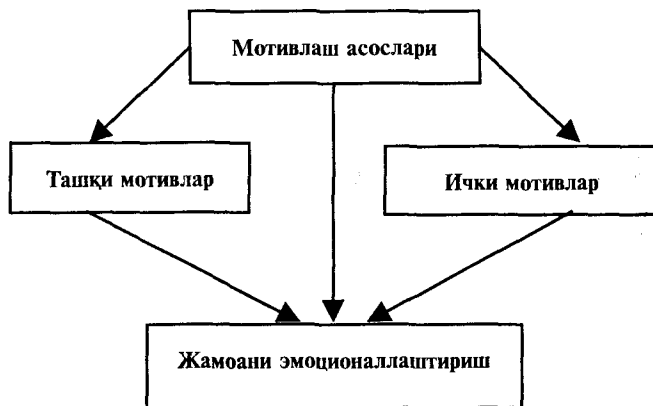 Мотивлаш асослари
Ташқи мотивлар
Ички мотивлар
Жамоани эмоционаллаштириш